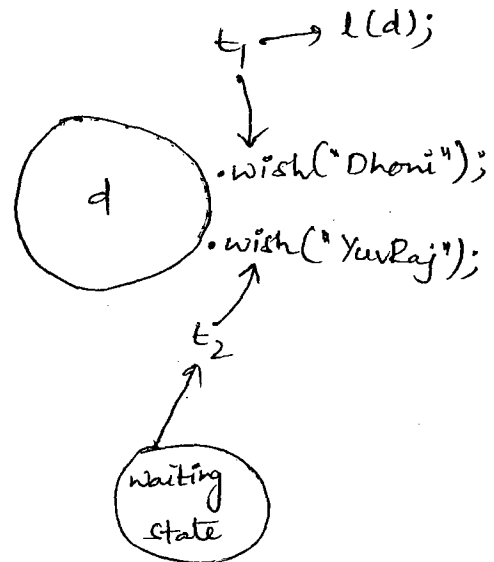 t1 → l(d);
d
.wish("Dhoni");
.wish("YuvRaj");
t2
waiting
state